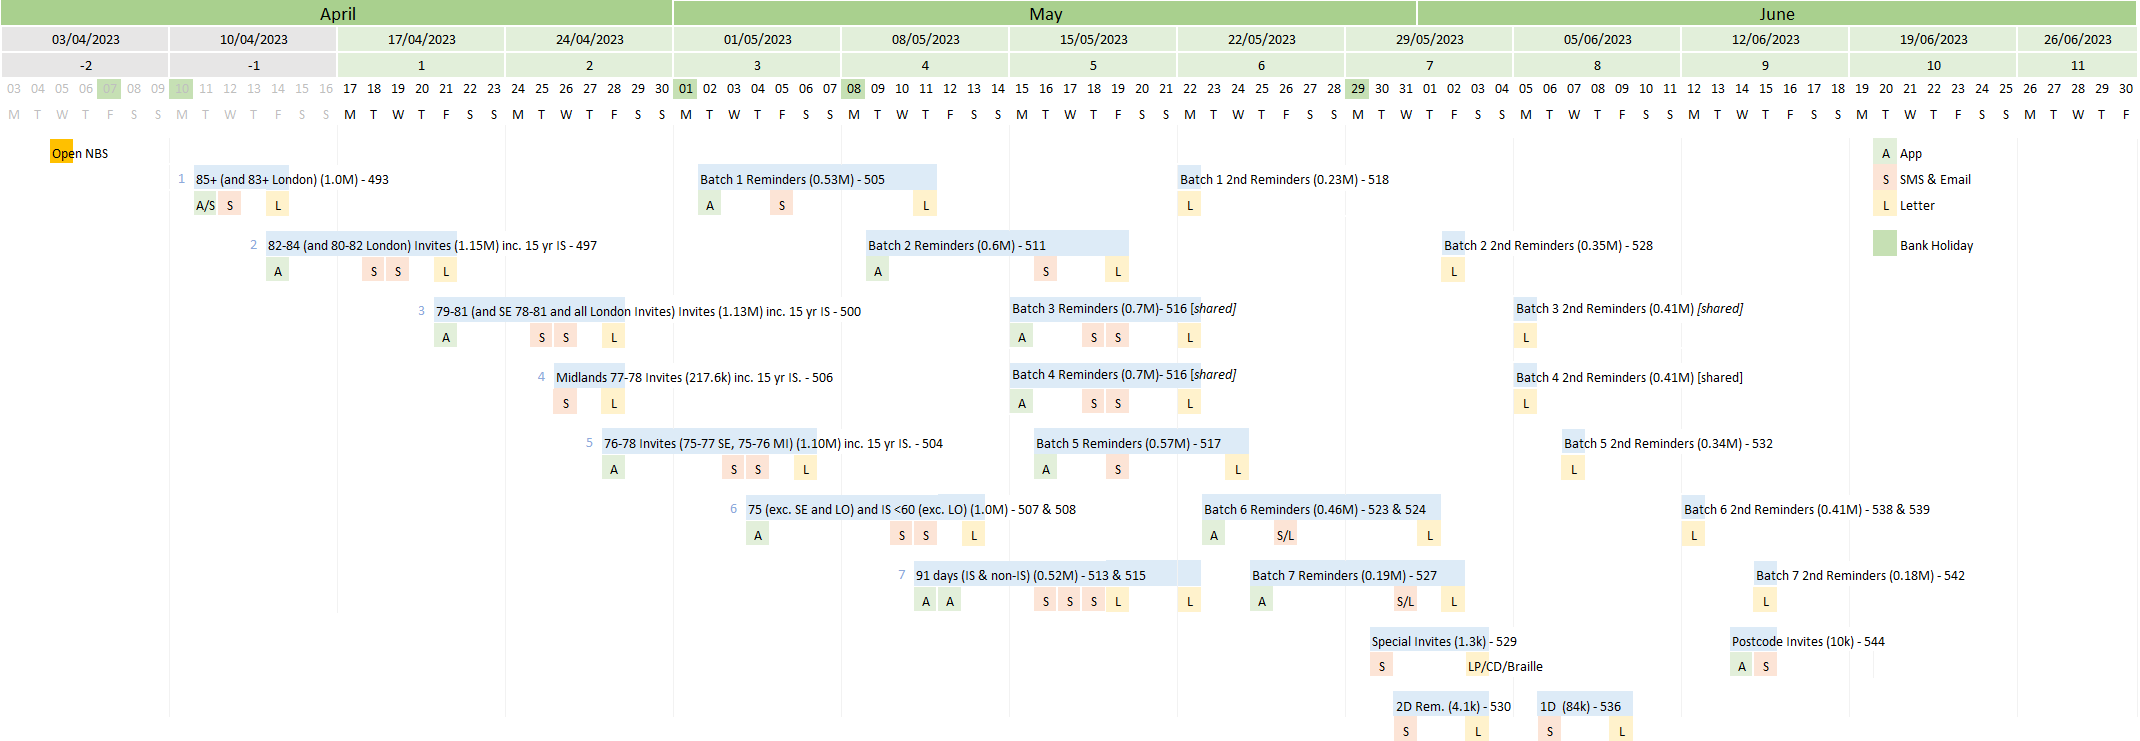 April May June
03/04/2023 10/04/2023 17/04/2023 24/04/2023 01/05/2023 08/05/2023 15/05/2023 22/05/2023 29/05/2023 05/06/2023 12/06/2023 19/06/2023 26/06/2023
-2 -1 1 2 3 4 5 6 7 8 9 10 11
03 04 05 06 07 08 09 10 11 12 13 14 15 16 17 18 19 20 21 22 23 24 25 26 27 28 29 30 01 02 03 04 05 06 07 08 09 10 11 12 13 14 15 16 17 18 19 20 21 22 23 24 25 26 27 28 29 30 31 01 02 03 04 05 06 07 08 09 10 11 12 13 14 15 16 17 18 19 20 21 22 23 24 25 26 27 28 29 30
M T W T F S S M T W T F S S M T W T F S S M T W T F S S M T W T F S S M T W T F S S M T W T F S S M T W T F S S M T W T F S S M T W T F S S M T W T F S S M T W T F S S M T W T F
Open NBS A App
1 85+ (and 83+ London) (1.0M) - 493 Batch 1 Reminders (0.53M) - 505 Batch 1 2nd Reminders (0.23M) - 518 S SMS & Email
A/S S L A S L L L Letter
2 82-84 (and 80-82 London) Invites (1.15M) inc. 15 yr IS - 497 Batch 2 Reminders (0.6M) - 511 Batch 2 2nd Reminders (0.35M) - 528 Bank Holiday
A S S L A S L L
3 79-81 (and SE 78-81 and all London Invites) Invites (1.13M) inc. 15 yr IS - 500 Batch 3 Reminders (0.7M)- 516 [shared] Batch 3 2nd Reminders (0.41M) [shared]
A S S L A S S L L
4 Midlands 77-78 Invites (217.6k) inc. 15 yr IS. - 506 Batch 4 Reminders (0.7M)- 516 [shared] Batch 4 2nd Reminders (0.41M) [shared]
S L A S S L L
5 76-78 Invites (75-77 SE, 75-76 MI) (1.10M) inc. 15 yr IS. - 504 Batch 5 Reminders (0.57M) - 517 Batch 5 2nd Reminders (0.34M) - 532
A S S L A S L L
6 75 (exc. SE and LO) and IS <60 (exc. LO) (1.0M) - 507 & 508 Batch 6 Reminders (0.46M) - 523 & 524 Batch 6 2nd Reminders (0.41M) - 538 & 539
A S S L A S/L L L
7 91 days (IS & non-IS) (0.52M) - 513 & 515 Batch 7 Reminders (0.19M) - 527 Batch 7 2nd Reminders (0.18M) - 542
A A S S S L L A S/L L L
Special Invites (1.3k) - 529 Postcode Invites (10k) - 544
S LP/CD/Braille A S
2D Rem. (4.1k) - 530 1D (84k) - 536
S L S L